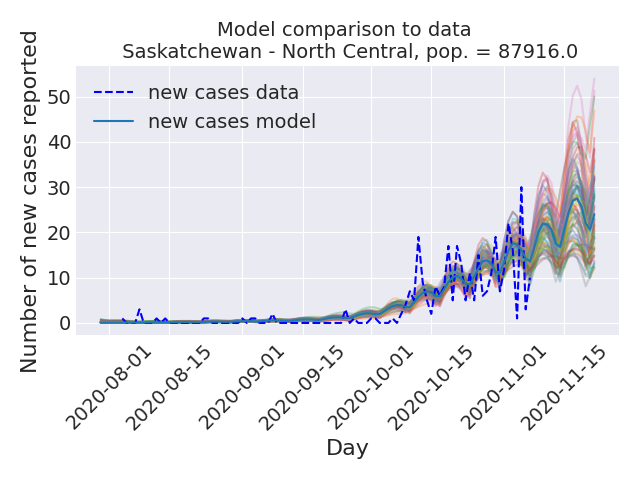 Model comparison to data
Saskatchewan - North Central, pop. = 87916.0
Number of new cases reported
50
40
30
20
10
0
new cases data
new cases model
2020-08-01
2020-08-15
2020-09-01
2020-09-15
2020-10-01
2020-10-15
2020-11-01
2020-11-15
Day